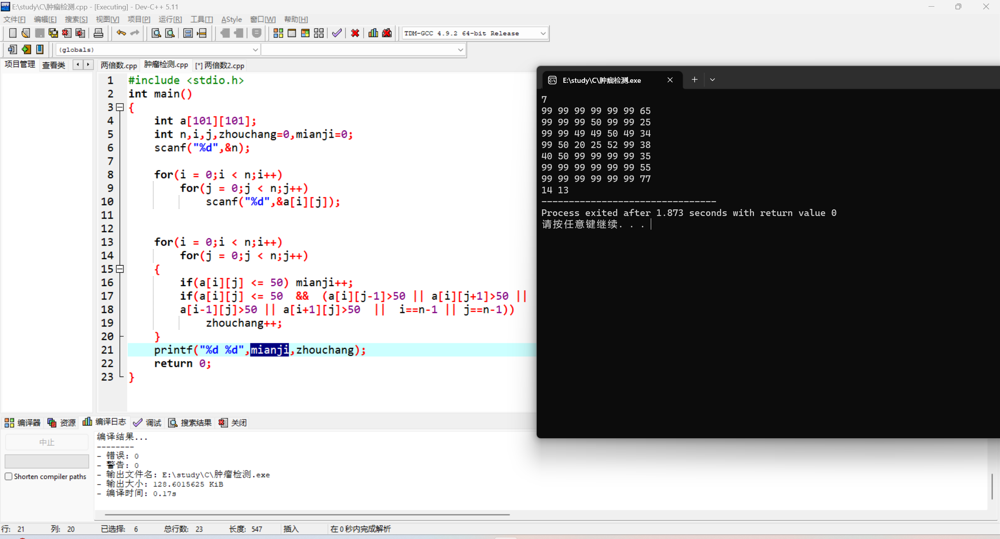 E:\study\C\肿瘤检测.cpp - [Executing] - Dev-C++ 5.11
文件[F] 编辑[E] 搜索[S] 视图[V] 项目[P] 运行[R] 工具[T] AStyle 窗口[W] 帮助[H]
TDM-GCC 4.9.2 64-bit Release
(globals)
项目管理 查看类
两倍数.cpp 肿瘤检测.cpp [*] 两倍数2.cpp
1 #include <stdio.h>
2 int main()
3 {
4 int a[101][101];
5 int n,i,j,zhouchang=0,mianji=0;
6 scanf("%d",&n);
7
8 for(i = 0;i < n;i++)
9 for(j = 0;j < n;j++)
10 scanf("%d",&a[i][j]);
11
12
13 for(i = 0;i < n;i++)
14 for(j = 0;j < n;j++)
15 {
16 if(a[i][j] <= 50) mianji++;
17 if(a[i][j] <= 50 && (a[i][j-1]>50 || a[i][j+1]>50 ||
18 a[i-1][j]>50 || a[i+1][j]>50 || i==n-1 || j==n-1))
19 zhouchang++;
20 }
21 printf("%d %d",mianji,zhouchang);
22 return 0;
23 }
E:\study\C\肿瘤检测.exe
7
99 99 99 99 99 99 65
99 99 99 50 99 99 25
99 99 49 49 50 49 34
99 50 20 25 52 99 38
40 50 99 99 99 99 35
99 99 99 99 99 99 55
99 99 99 99 99 99 77
14 13
--------------------------------
Process exited after 1.873 seconds with return value 0
请按任意键继续. . .
编译器 资源 编译日志 调试 搜索结果 关闭
中止
Shorten compiler paths
编译结果...
--------
- 错误: 0
- 警告: 0
- 输出文件名: E:\study\C\肿瘤检测.exe
- 输出大小: 128.6015625 KiB
- 编译时间: 0.17s
行: 21 列: 20 已选择: 6 总行数: 23 长度: 547 插入 在 0 秒内完成解析